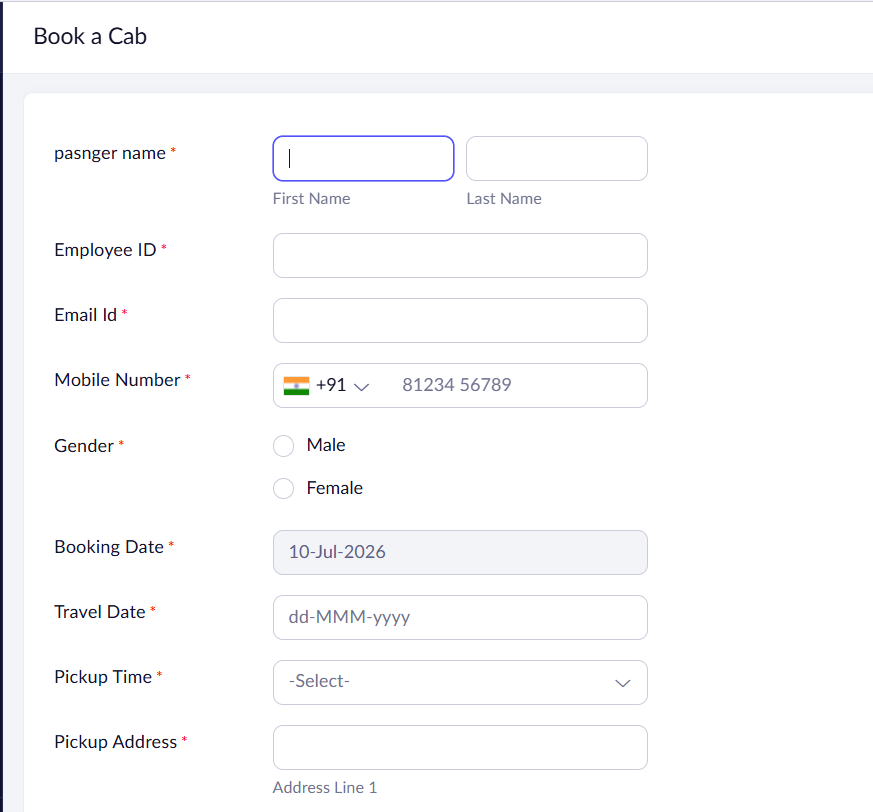 Book a Cab
pasnger name *
First Name Last Name
Employee ID *
Email Id *
Mobile Number * +91 81234 56789
Gender * Male
Female
Booking Date * 10-Jul-2026
Travel Date * dd-MMM-yyyy
Pickup Time * -Select-
Pickup Address *
Address Line 1